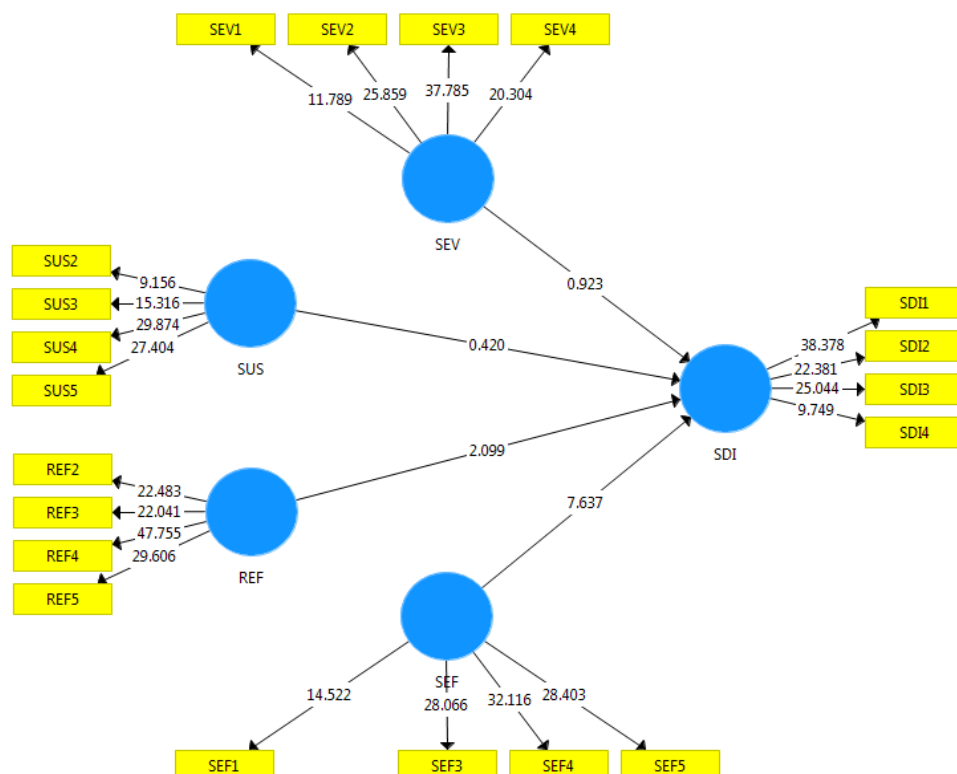 SEV1 SEV2 SEV3 SEV4
11.789 25.859 37.785 20.304
SEV
0.923
SUS2
SUS3
SUS4
SUS5
9.156
15.316
29.874
27.404
SUS
0.420
SDI1
SDI2
SDI3
SDI4
38.378
22.381
25.044
9.749
SDI
REF2
REF3
REF4
REF5
22.483
22.041
47.755
29.606
REF
2.099
7.637
SEF
14.522 28.066 32.116 28.403
SEF1 SEF3 SEF4 SEF5